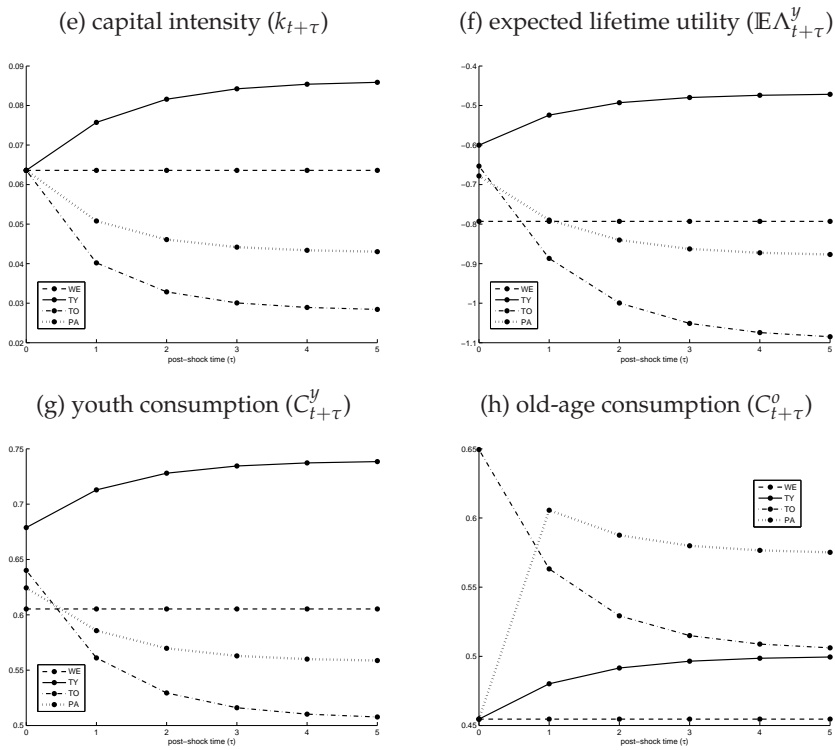 (e) capital intensity (k_{t+τ})
0.09
0.08
0.07
0.06
0.05
0.04
0.03
0.02
WE
TY
TO
PA
0 1 2 3 4 5
post-shock time (τ)
(f) expected lifetime utility (𝔼Λ^y_{t+τ})
−0.4
−0.5
−0.6
−0.7
−0.8
−0.9
−1
−1.1
WE
TY
TO
PA
0 1 2 3 4 5
post-shock time (τ)
(g) youth consumption (C^y_{t+τ})
0.75
0.7
0.65
0.6
0.55
0.5
WE
TY
TO
PA
0 1 2 3 4 5
post-shock time (τ)
(h) old-age consumption (C^o_{t+τ})
0.65
0.6
0.55
0.5
0.45
WE
TY
TO
PA
0 1 2 3 4 5
post-shock time (τ)